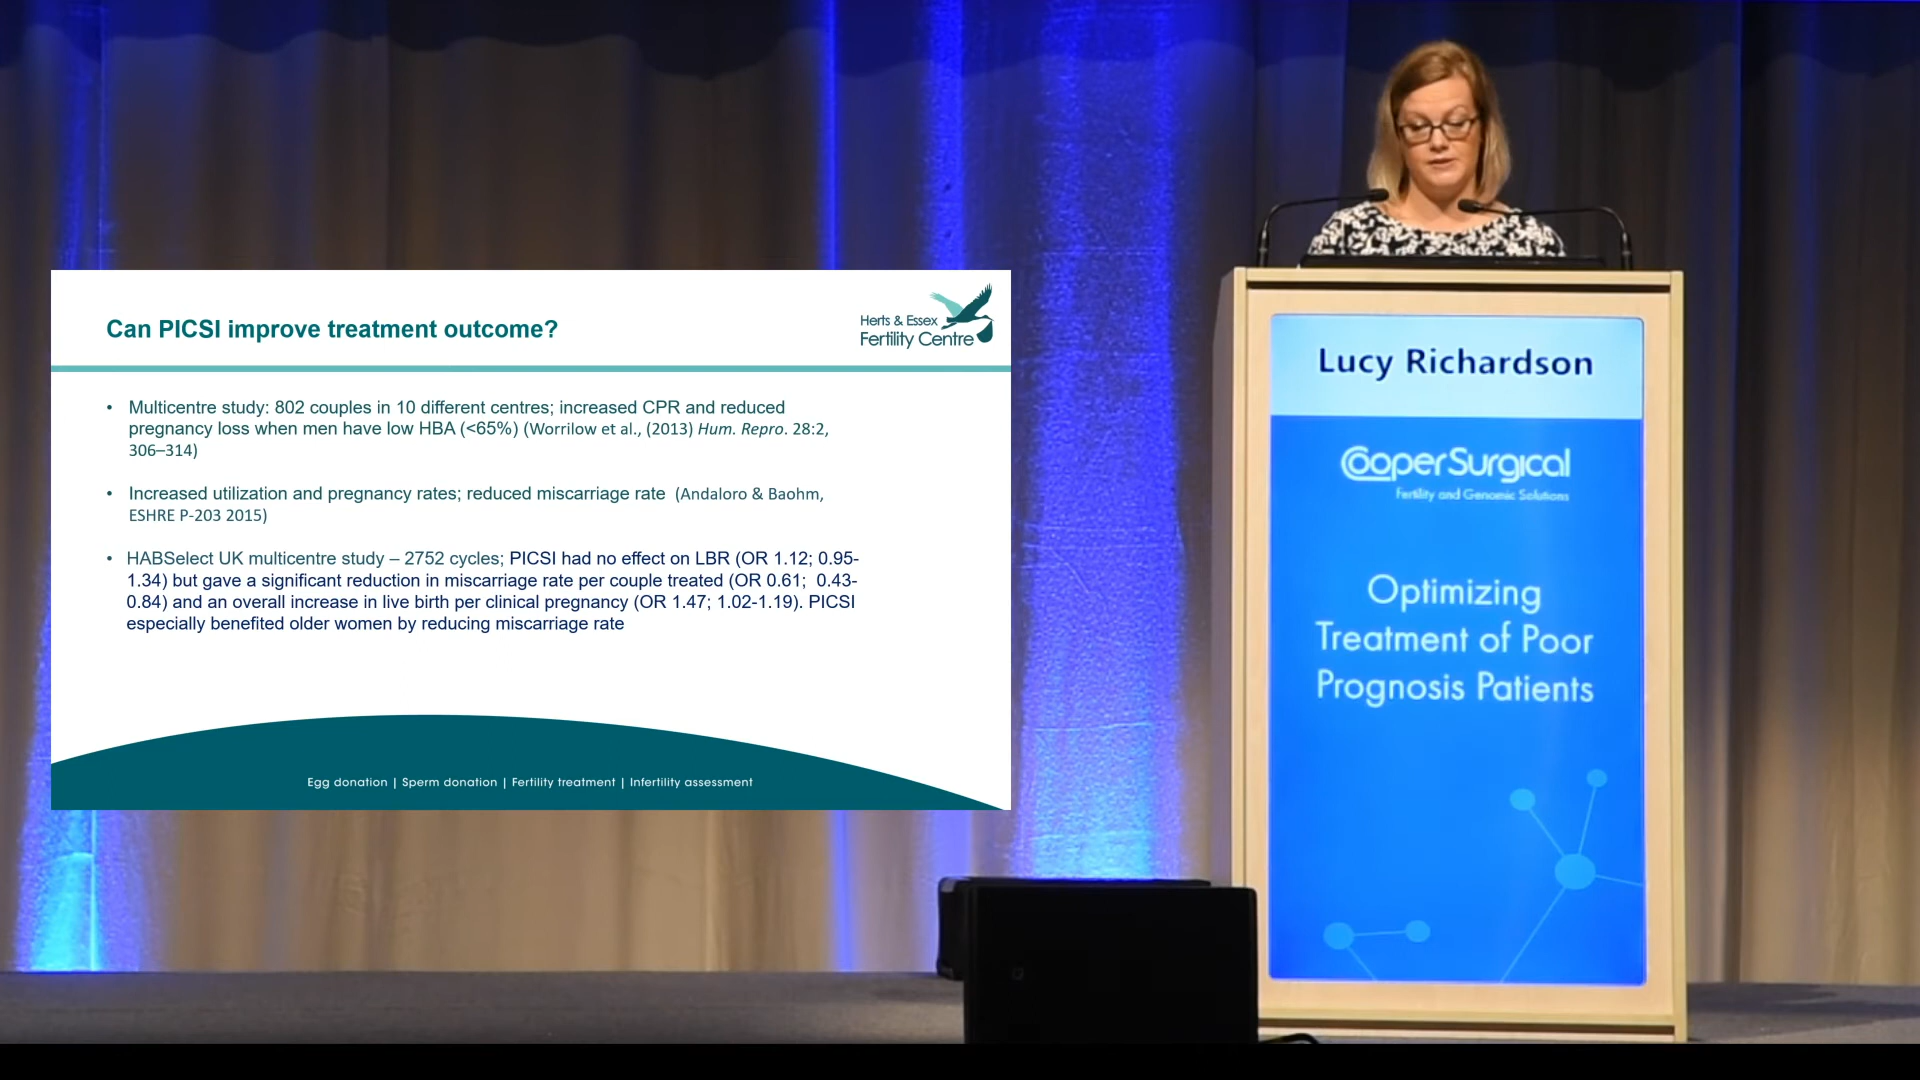 Can PICSI improve treatment outcome?
Herts & Essex
Fertility Centre
• Multicentre study: 802 couples in 10 different centres; increased CPR and reduced
pregnancy loss when men have low HBA (<65%) (Worrilow et al., (2013) Hum. Repro. 28:2,
306–314)
• Increased utilization and pregnancy rates; reduced miscarriage rate (Andaloro & Baohm,
ESHRE P-203 2015)
• HABSelect UK multicentre study – 2752 cycles; PICSI had no effect on LBR (OR 1.12; 0.95-
1.34) but gave a significant reduction in miscarriage rate per couple treated (OR 0.61; 0.43-
0.84) and an overall increase in live birth per clinical pregnancy (OR 1.47; 1.02-1.19). PICSI
especially benefited older women by reducing miscarriage rate
Egg donation | Sperm donation | Fertility treatment | Infertility assessment
Lucy Richardson
CooperSurgical
Fertility and Genomic Solutions
Optimizing
Treatment of Poor
Prognosis Patients